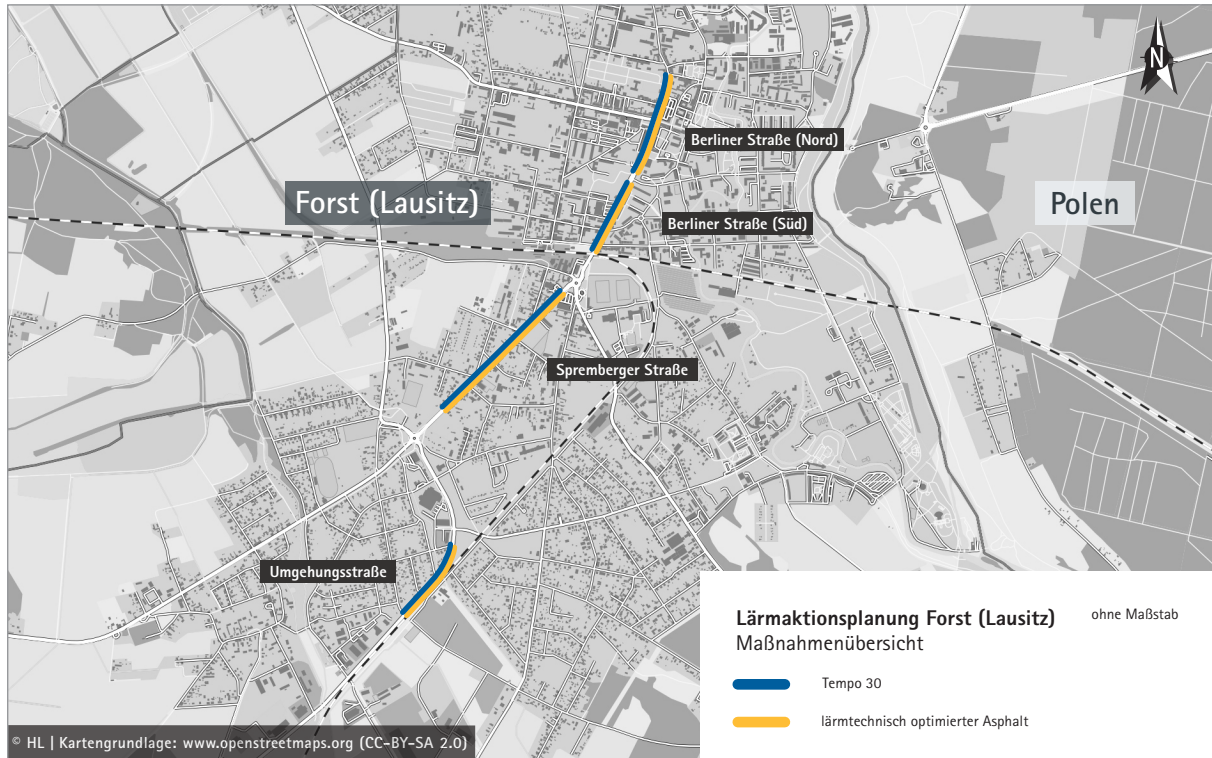 N
Berliner Straße (Nord)
Forst (Lausitz)
Polen
Berliner Straße (Süd)
Spremberger Straße
Umgehungsstraße
Lärmaktionsplanung Forst (Lausitz) ohne Maßstab
Maßnahmenübersicht
Tempo 30
lärmtechnisch optimierter Asphalt
© HL | Kartengrundlage: www.openstreetmaps.org (CC-BY-SA 2.0)